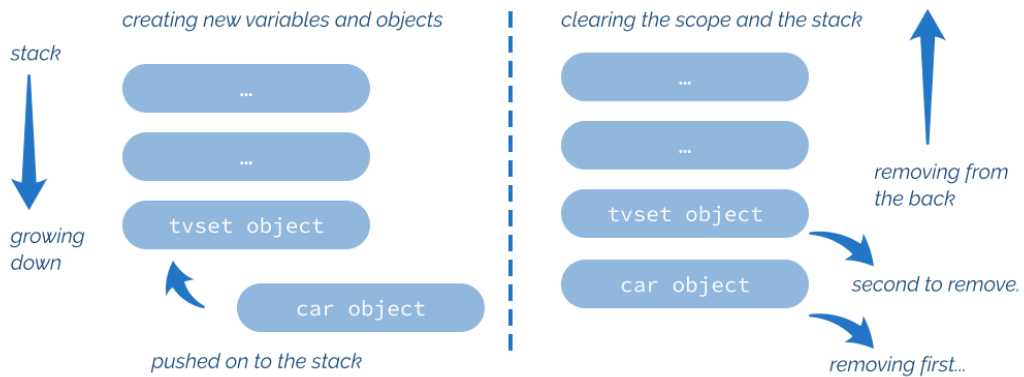 creating new variables and objects
stack
...
...
tvset object
growing
down
car object
pushed on to the stack
clearing the scope and the stack
...
...
removing from
the back
tvset object
second to remove.
car object
removing first...